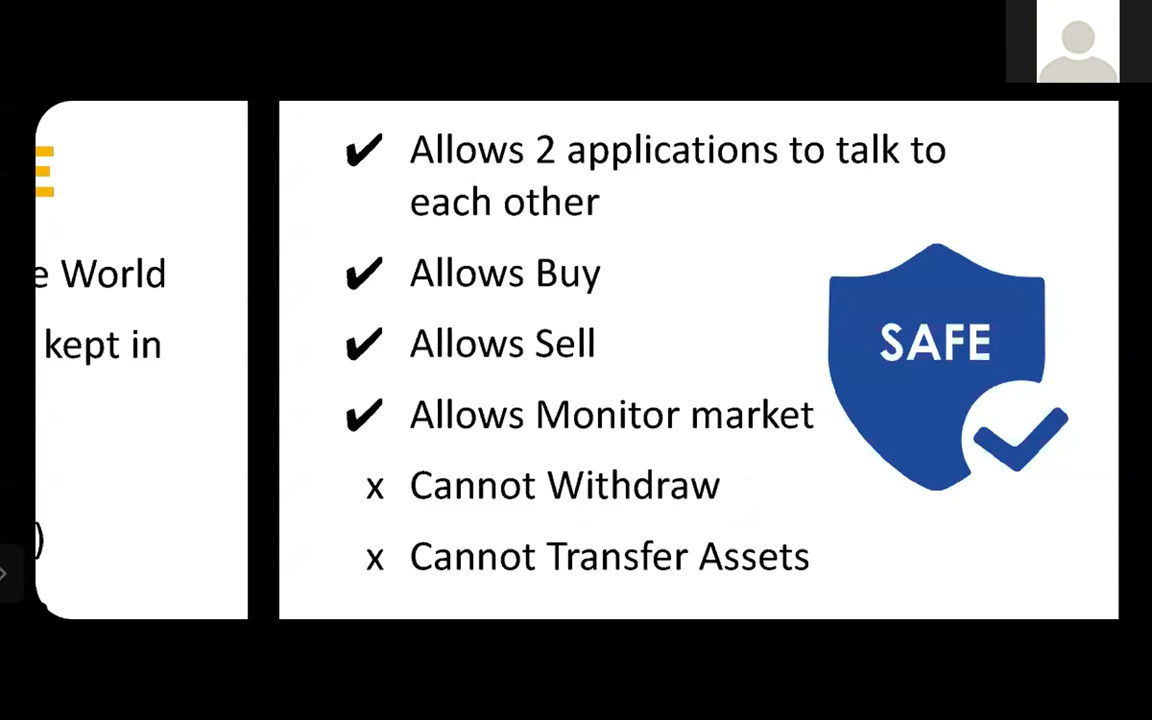 E
e World
kept in
)
✔ Allows 2 applications to talk to
each other
✔ Allows Buy
✔ Allows Sell
✔ Allows Monitor market
x Cannot Withdraw
x Cannot Transfer Assets
SAFE